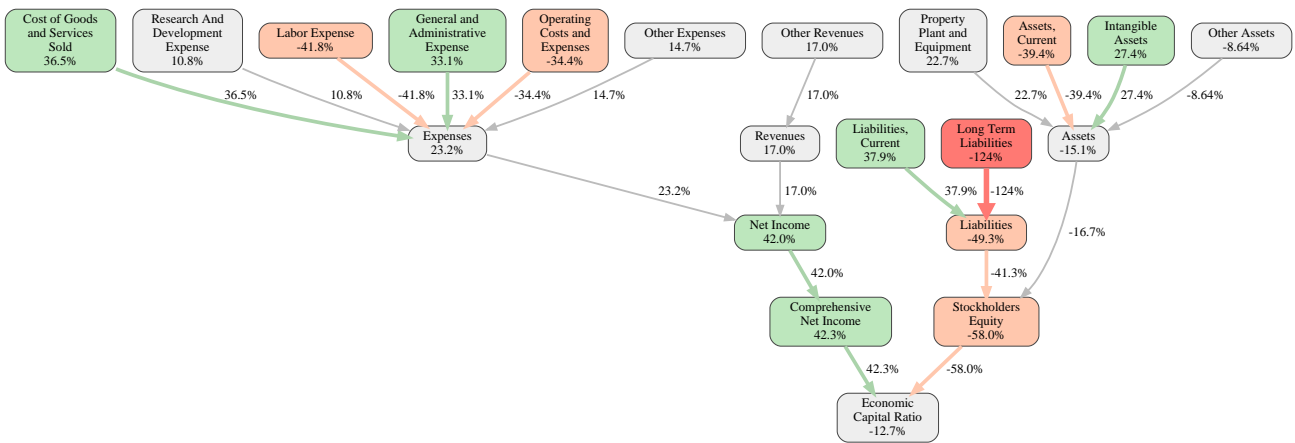 Cost of Goods
and Services
Sold
36.5%
Research And
Development
Expense
10.8%
Labor Expense
-41.8%
General and
Administrative
Expense
33.1%
Operating
Costs and
Expenses
-34.4%
Other Expenses
14.7%
Other Revenues
17.0%
Property
Plant and
Equipment
22.7%
Assets,
Current
-39.4%
Intangible
Assets
27.4%
Other Assets
-8.64%
36.5%
10.8%
-41.8%
33.1%
-34.4%
14.7%
17.0%
22.7%
-39.4%
27.4%
-8.64%
Expenses
23.2%
Revenues
17.0%
Liabilities,
Current
37.9%
Long Term
Liabilities
-124%
Assets
-15.1%
23.2%
17.0%
37.9%
-124%
-16.7%
Net Income
42.0%
Liabilities
-49.3%
42.0%
-41.3%
Comprehensive
Net Income
42.3%
Stockholders
Equity
-58.0%
42.3%
-58.0%
Economic
Capital Ratio
-12.7%